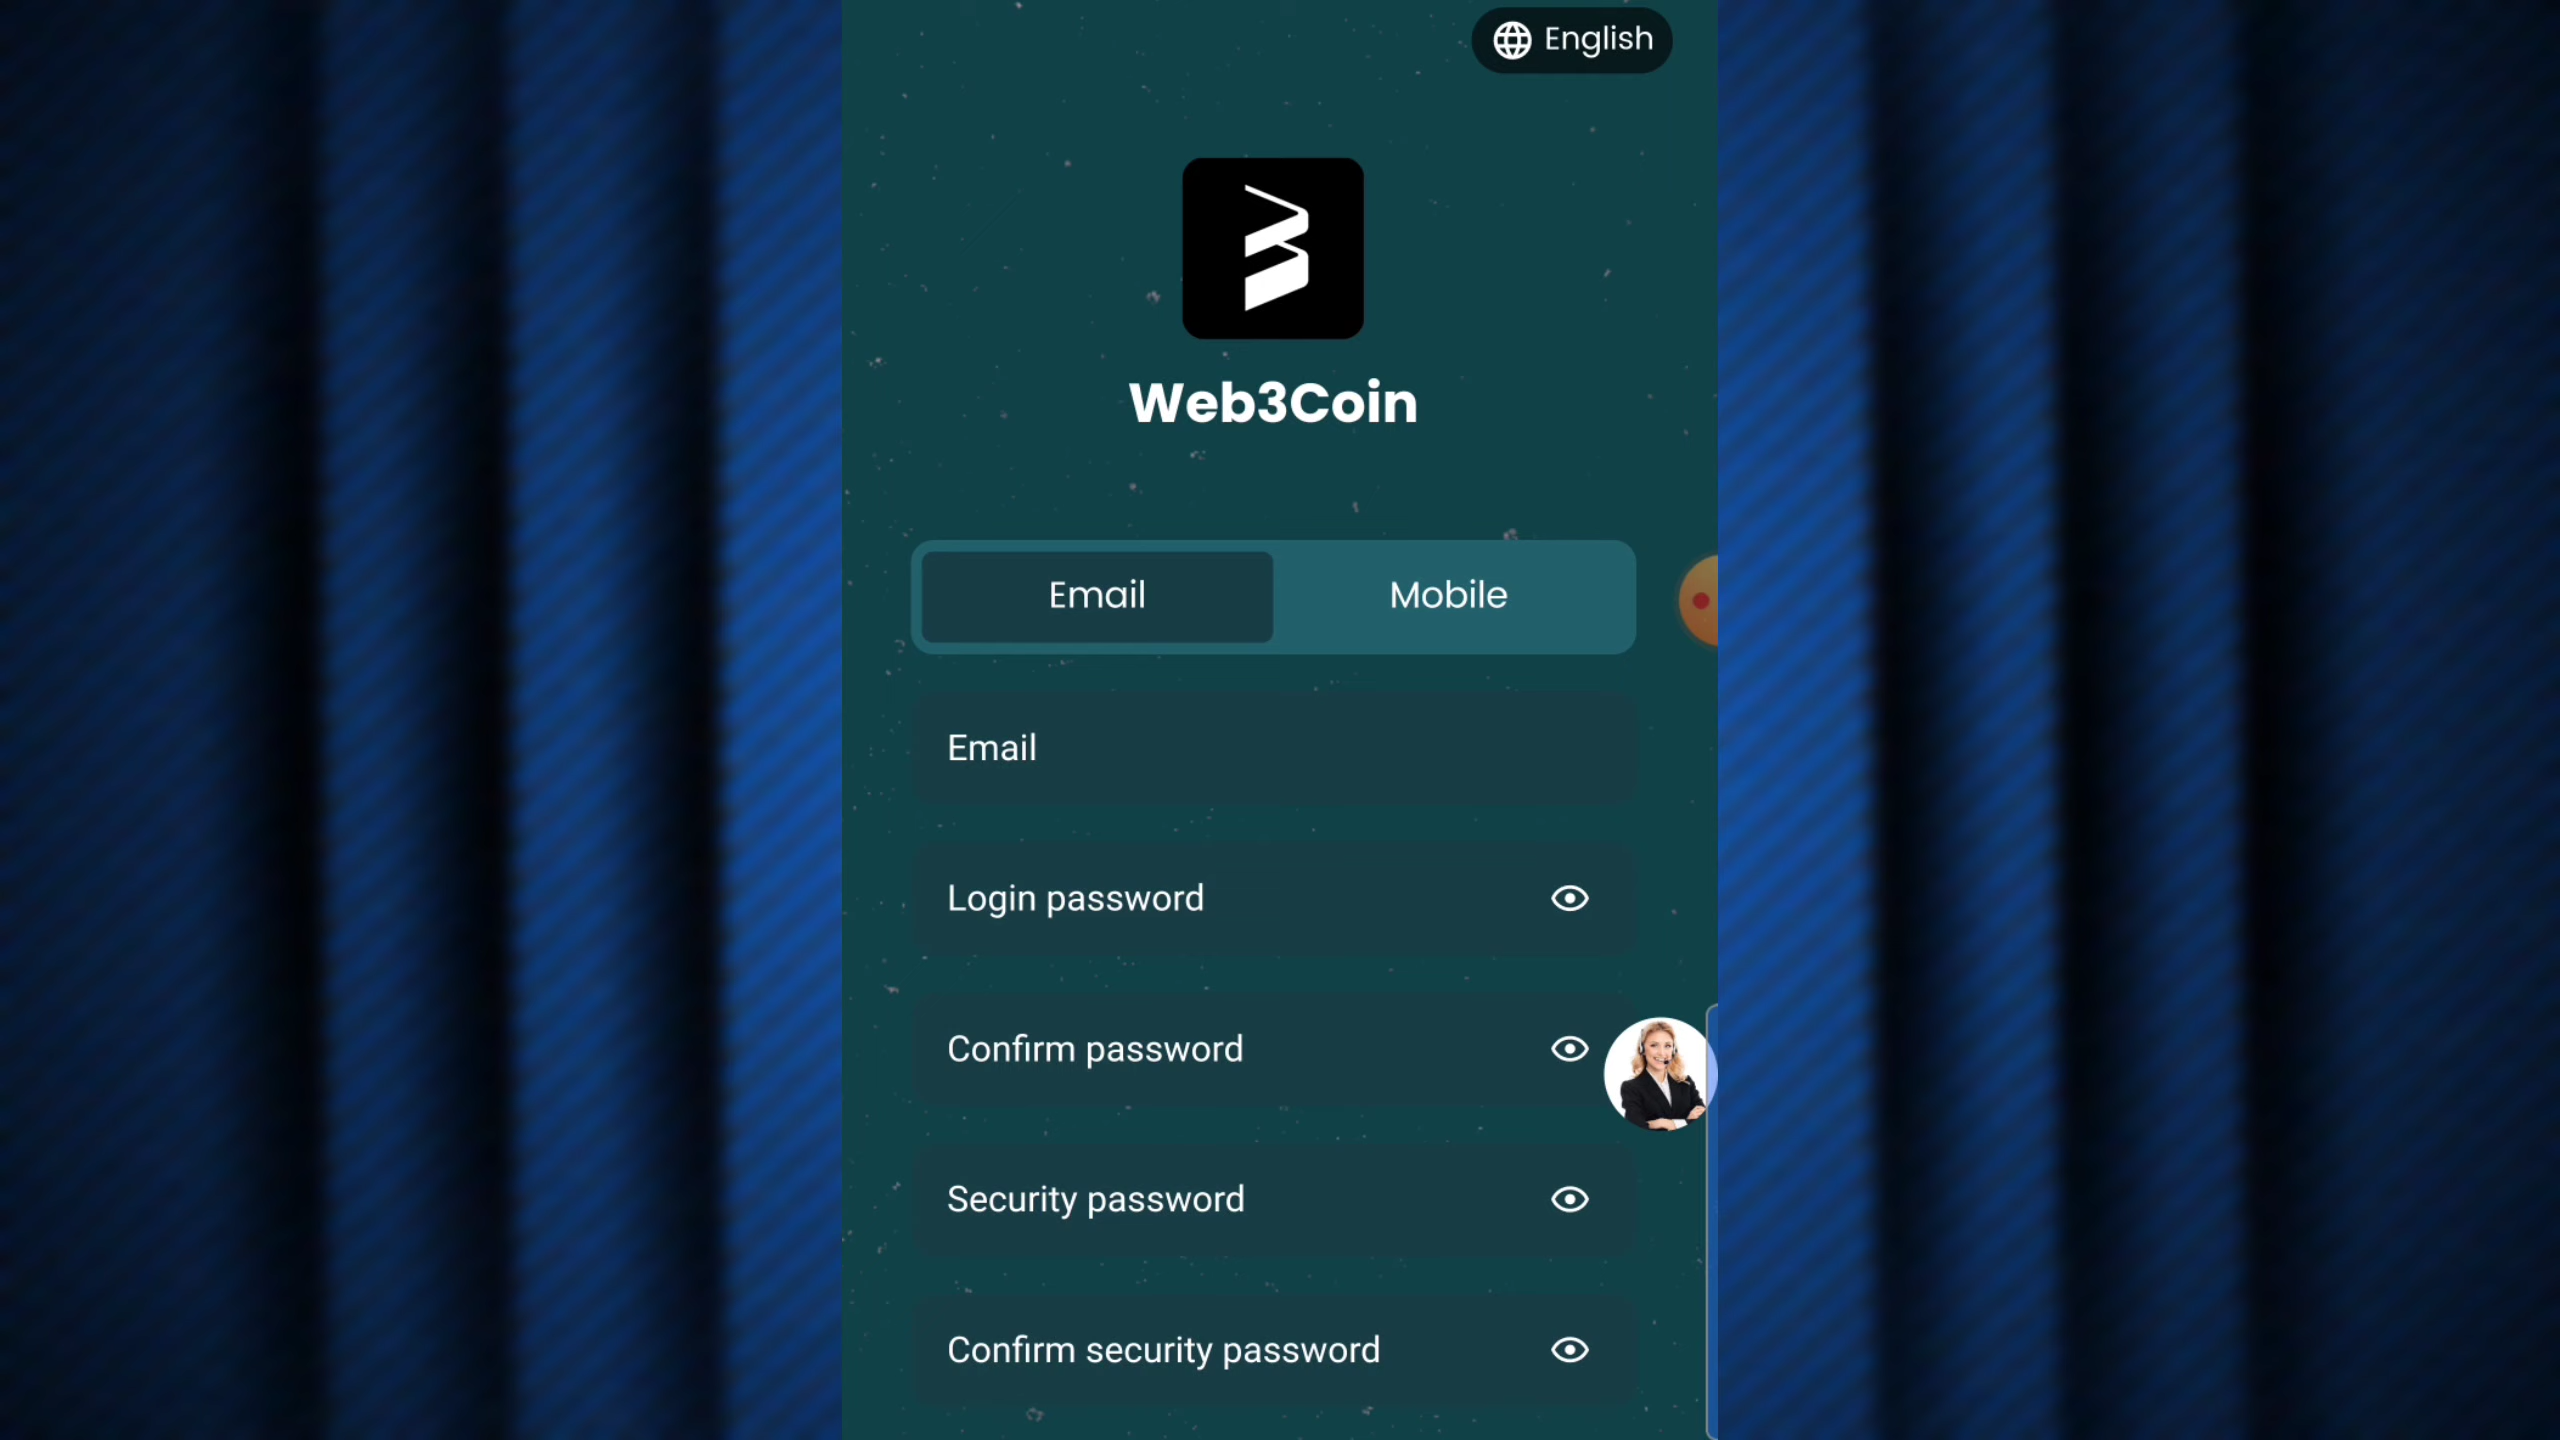 English
Web3Coin
Email Mobile
Email
Login password
Confirm password
Security password
Confirm security password